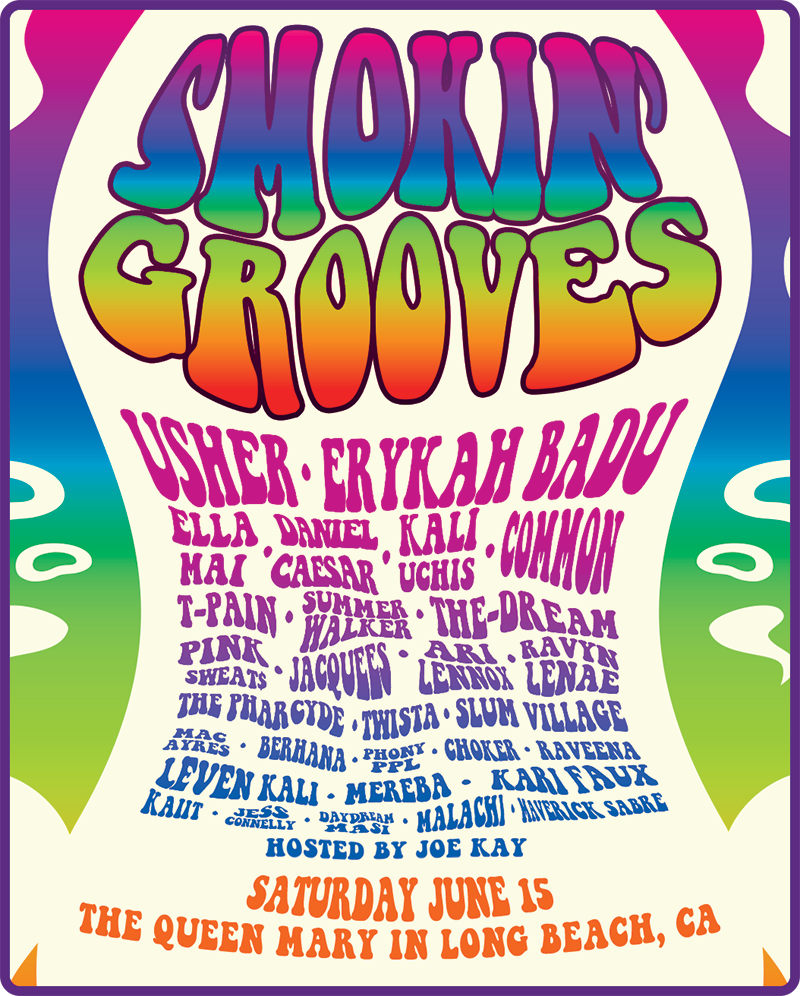 SMOKIN'
GROOVES
USHER · ERYKAH BADU
ELLA MAI · DANIEL CAESAR · KALI UCHIS · COMMON
T-PAIN · SUMMER WALKER · THE-DREAM
PINK SWEAT$ · JACQUEES · ARI LENNOX · RAVYN LENAE
THE PHARCYDE · TWISTA · SLUM VILLAGE
MAC AYRES · BERHANA · PHONY PPL · CHOKER · RAVEENA
LEVEN KALI · MEREBA · KARI FAUX
KAIIT · JESS CONNELLY · DAYDREAM MASI · MALACHI · MAVERICK SABRE
HOSTED BY JOE KAY
SATURDAY JUNE 15
THE QUEEN MARY IN LONG BEACH, CA